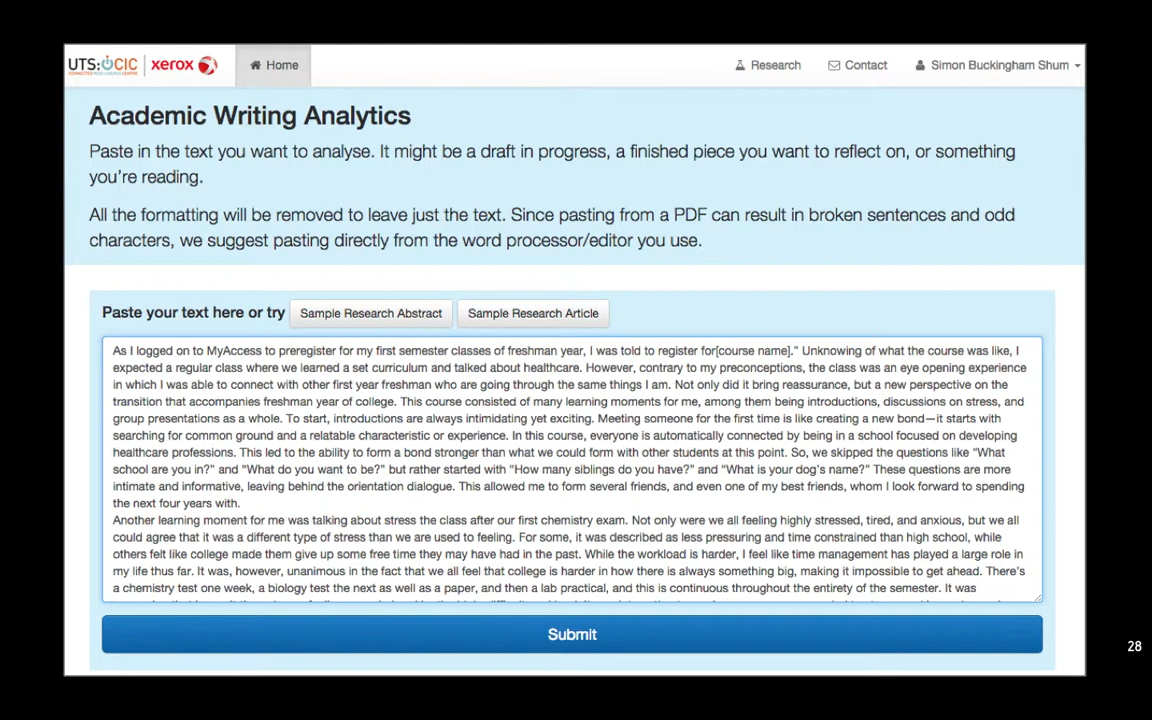 UTS:CIC xerox Home Research Contact Simon Buckingham Shum
CONNECTED INTELLIGENCE CENTRE
Academic Writing Analytics
Paste in the text you want to analyse. It might be a draft in progress, a finished piece you want to reflect on, or something
you're reading.
All the formatting will be removed to leave just the text. Since pasting from a PDF can result in broken sentences and odd
characters, we suggest pasting directly from the word processor/editor you use.
Paste your text here or try Sample Research Abstract Sample Research Article
As I logged on to MyAccess to preregister for my first semester classes of freshman year, I was told to register for[course name]." Unknowing of what the course was like, I
expected a regular class where we learned a set curriculum and talked about healthcare. However, contrary to my preconceptions, the class was an eye opening experience
in which I was able to connect with other first year freshman who are going through the same things I am. Not only did it bring reassurance, but a new perspective on the
transition that accompanies freshman year of college. This course consisted of many learning moments for me, among them being introductions, discussions on stress, and
group presentations as a whole. To start, introductions are always intimidating yet exciting. Meeting someone for the first time is like creating a new bond—it starts with
searching for common ground and a relatable characteristic or experience. In this course, everyone is automatically connected by being in a school focused on developing
healthcare professions. This led to the ability to form a bond stronger than what we could form with other students at this point. So, we skipped the questions like "What
school are you in?" and "What do you want to be?" but rather started with "How many siblings do you have?" and "What is your dog's name?" These questions are more
intimate and informative, leaving behind the orientation dialogue. This allowed me to form several friends, and even one of my best friends, whom I look forward to spending
the next four years with.
Another learning moment for me was talking about stress the class after our first chemistry exam. Not only were we all feeling highly stressed, tired, and anxious, but we all
could agree that it was a different type of stress than we are used to feeling. For some, it was described as less pressuring and time constrained than high school, while
others felt like college made them give up some free time they may have had in the past. While the workload is harder, I feel like time management has played a large role in
my life thus far. It was, however, unanimous in the fact that we all feel that college is harder in how there is always something big, making it impossible to get ahead. There's
a chemistry test one week, a biology test the next as well as a paper, and then a lab practical, and this is continuous throughout the entirety of the semester. It was
Submit
28